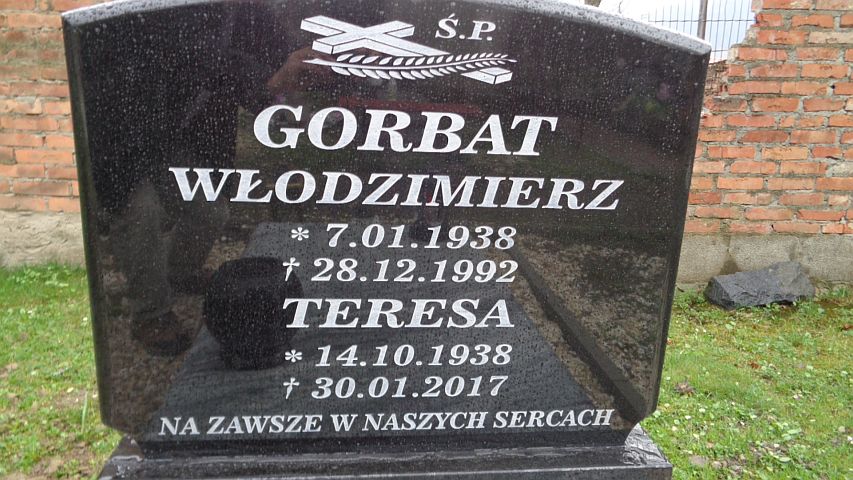 Ś.P.
GORBAT
WŁODZIMIERZ
* 7.01.1938
† 28.12.1992
TERESA
* 14.10.1938
† 30.01.2017
NA ZAWSZE W NASZYCH SERCACH